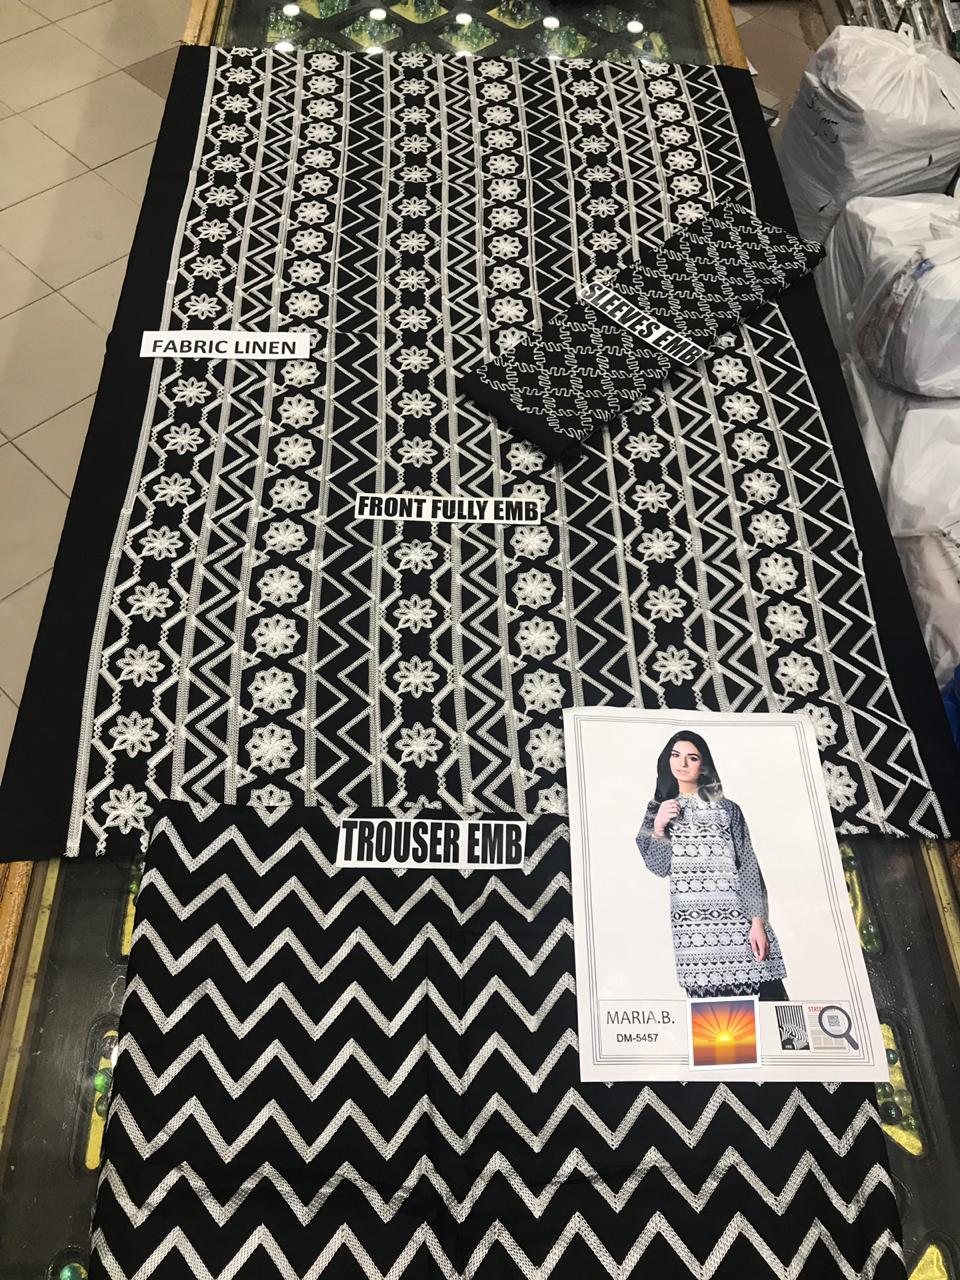 SLEEVES EMB
FABRIC LINEN
FRONT FULLY EMB
TROUSER EMB
MARIA.B.
DM-5457